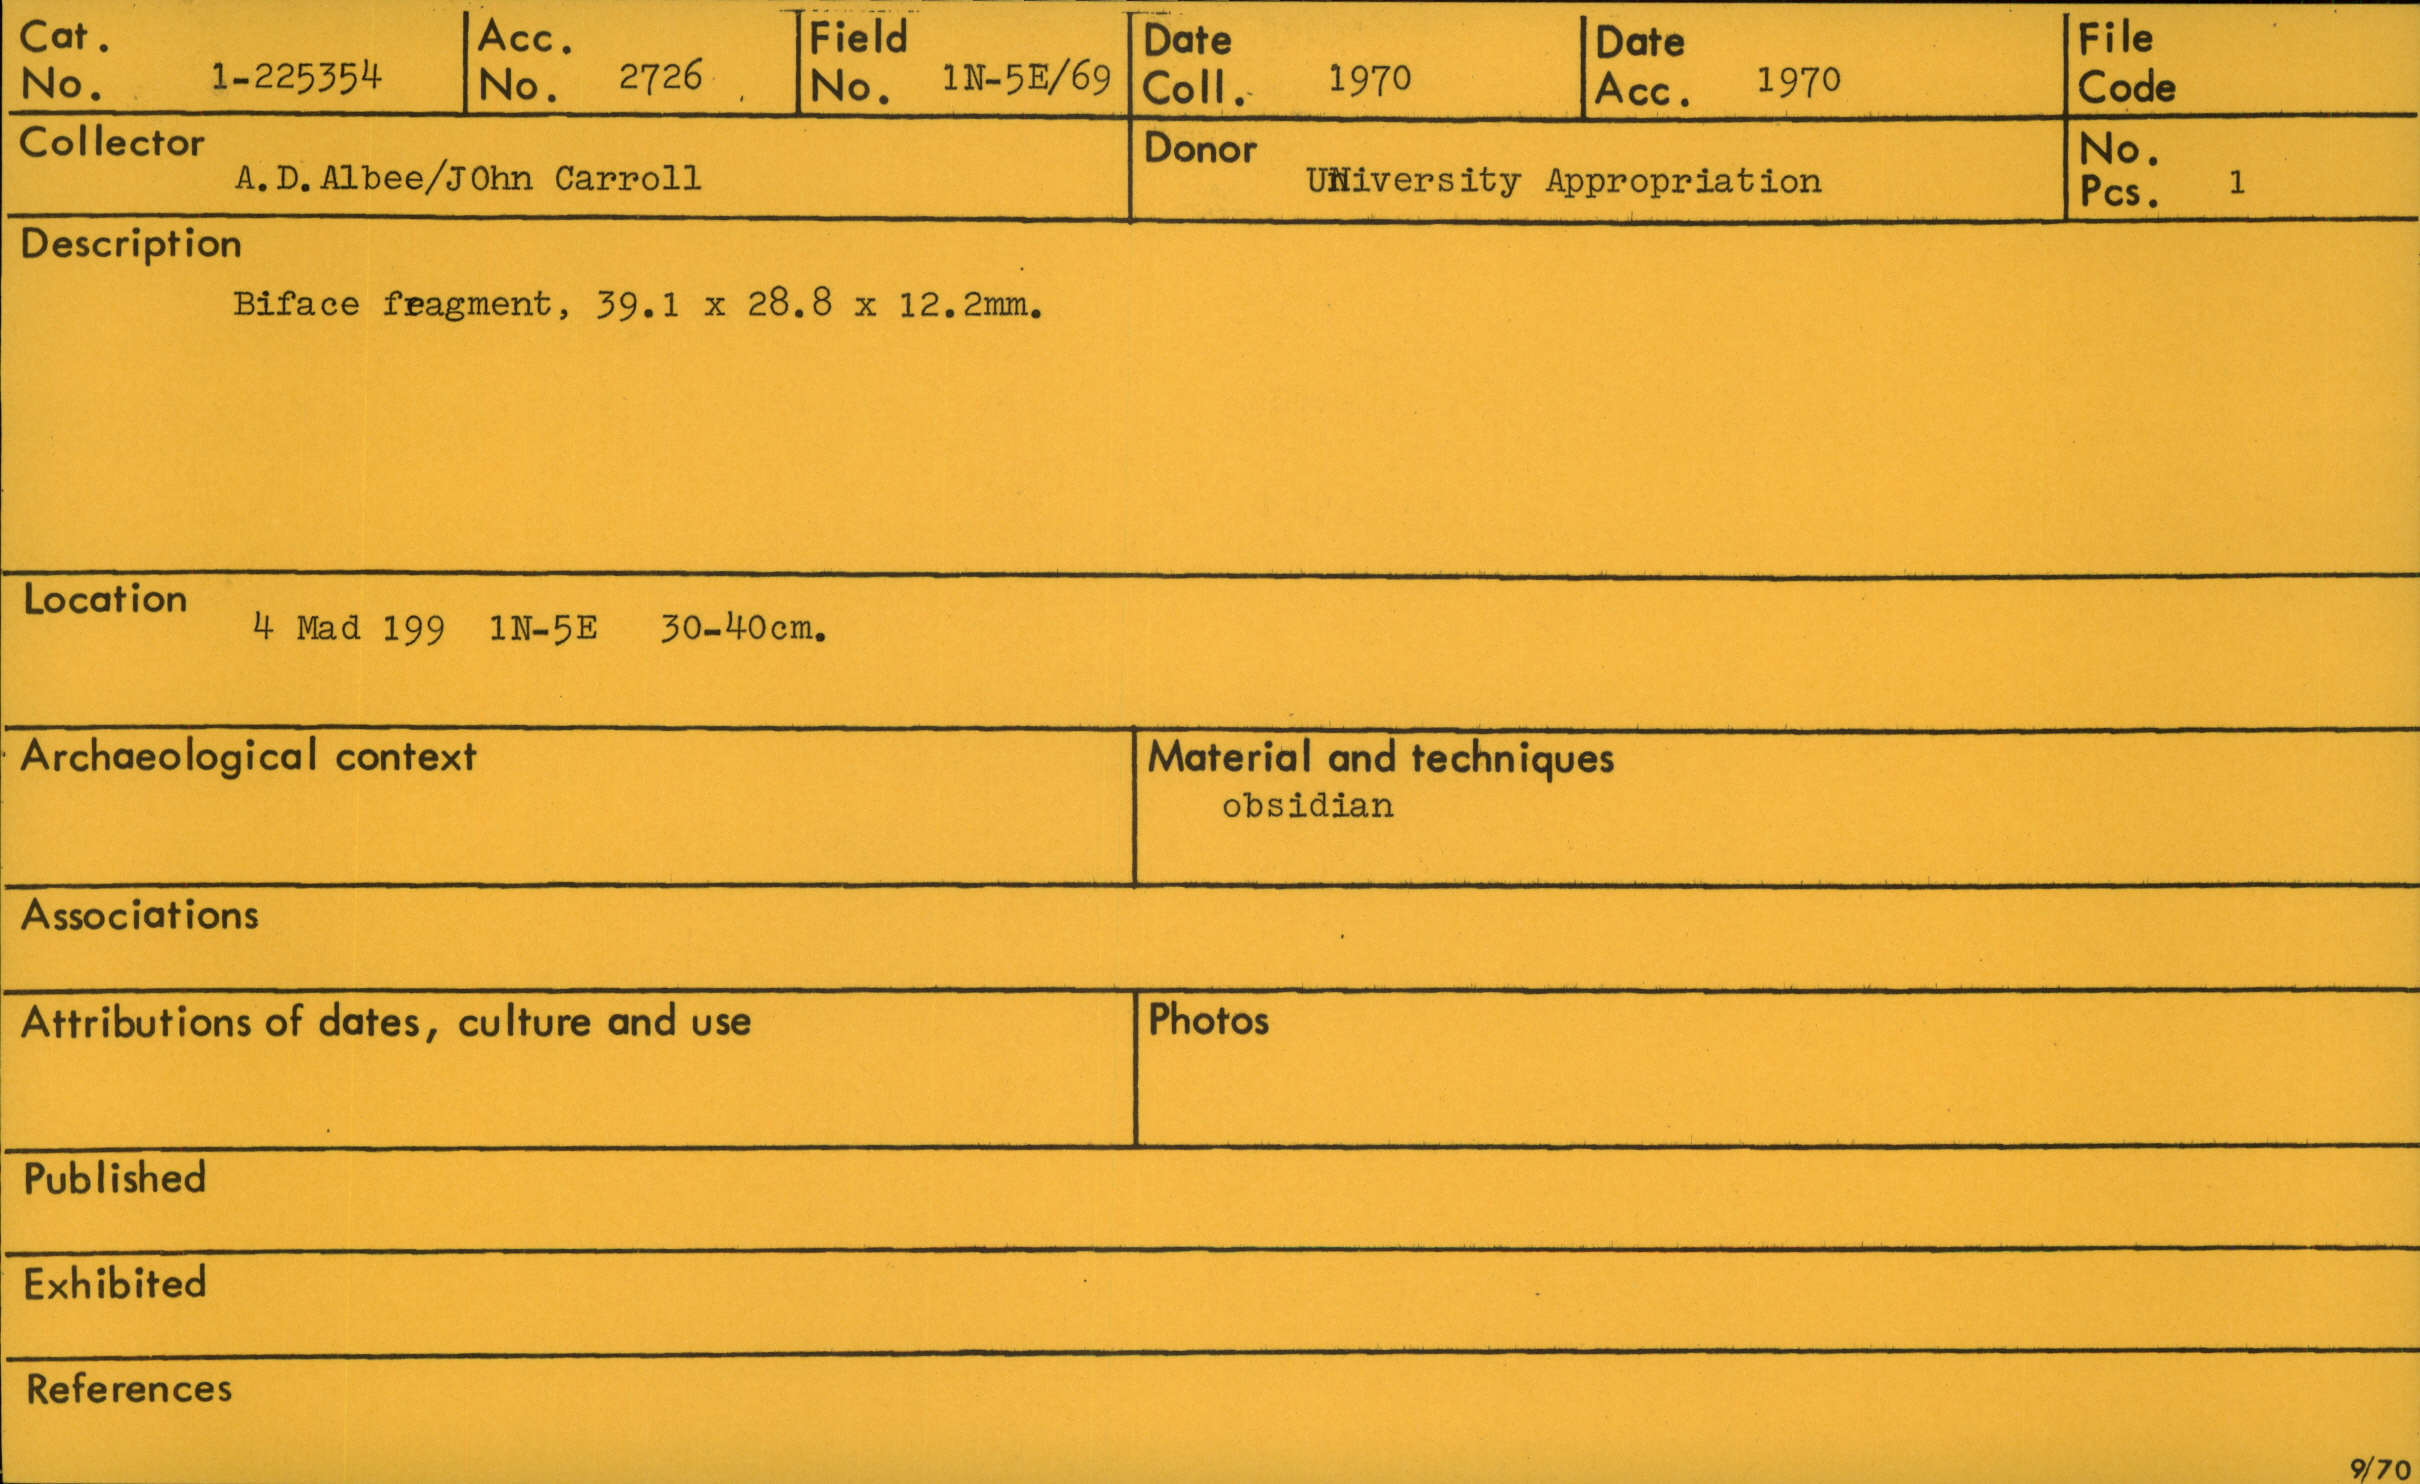 Cat. No. 1-225354
Acc. No. 2726
Field No. 1N-5E/69
Date Coll. 1970
Date Acc. 1970
File Code
Collector A.D.Albee/JOhn Carroll
Donor UNiversity Appropriation
No. Pcs. 1
Description
Biface fragment, 39.1 x 28.8 x 12.2mm.
Location
4 Mad 199 1N-5E 30-40cm.
Archaeological context
Material and techniques
obsidian
Associations
Attributions of dates, culture and use
Photos
Published
Exhibited
References
9/70